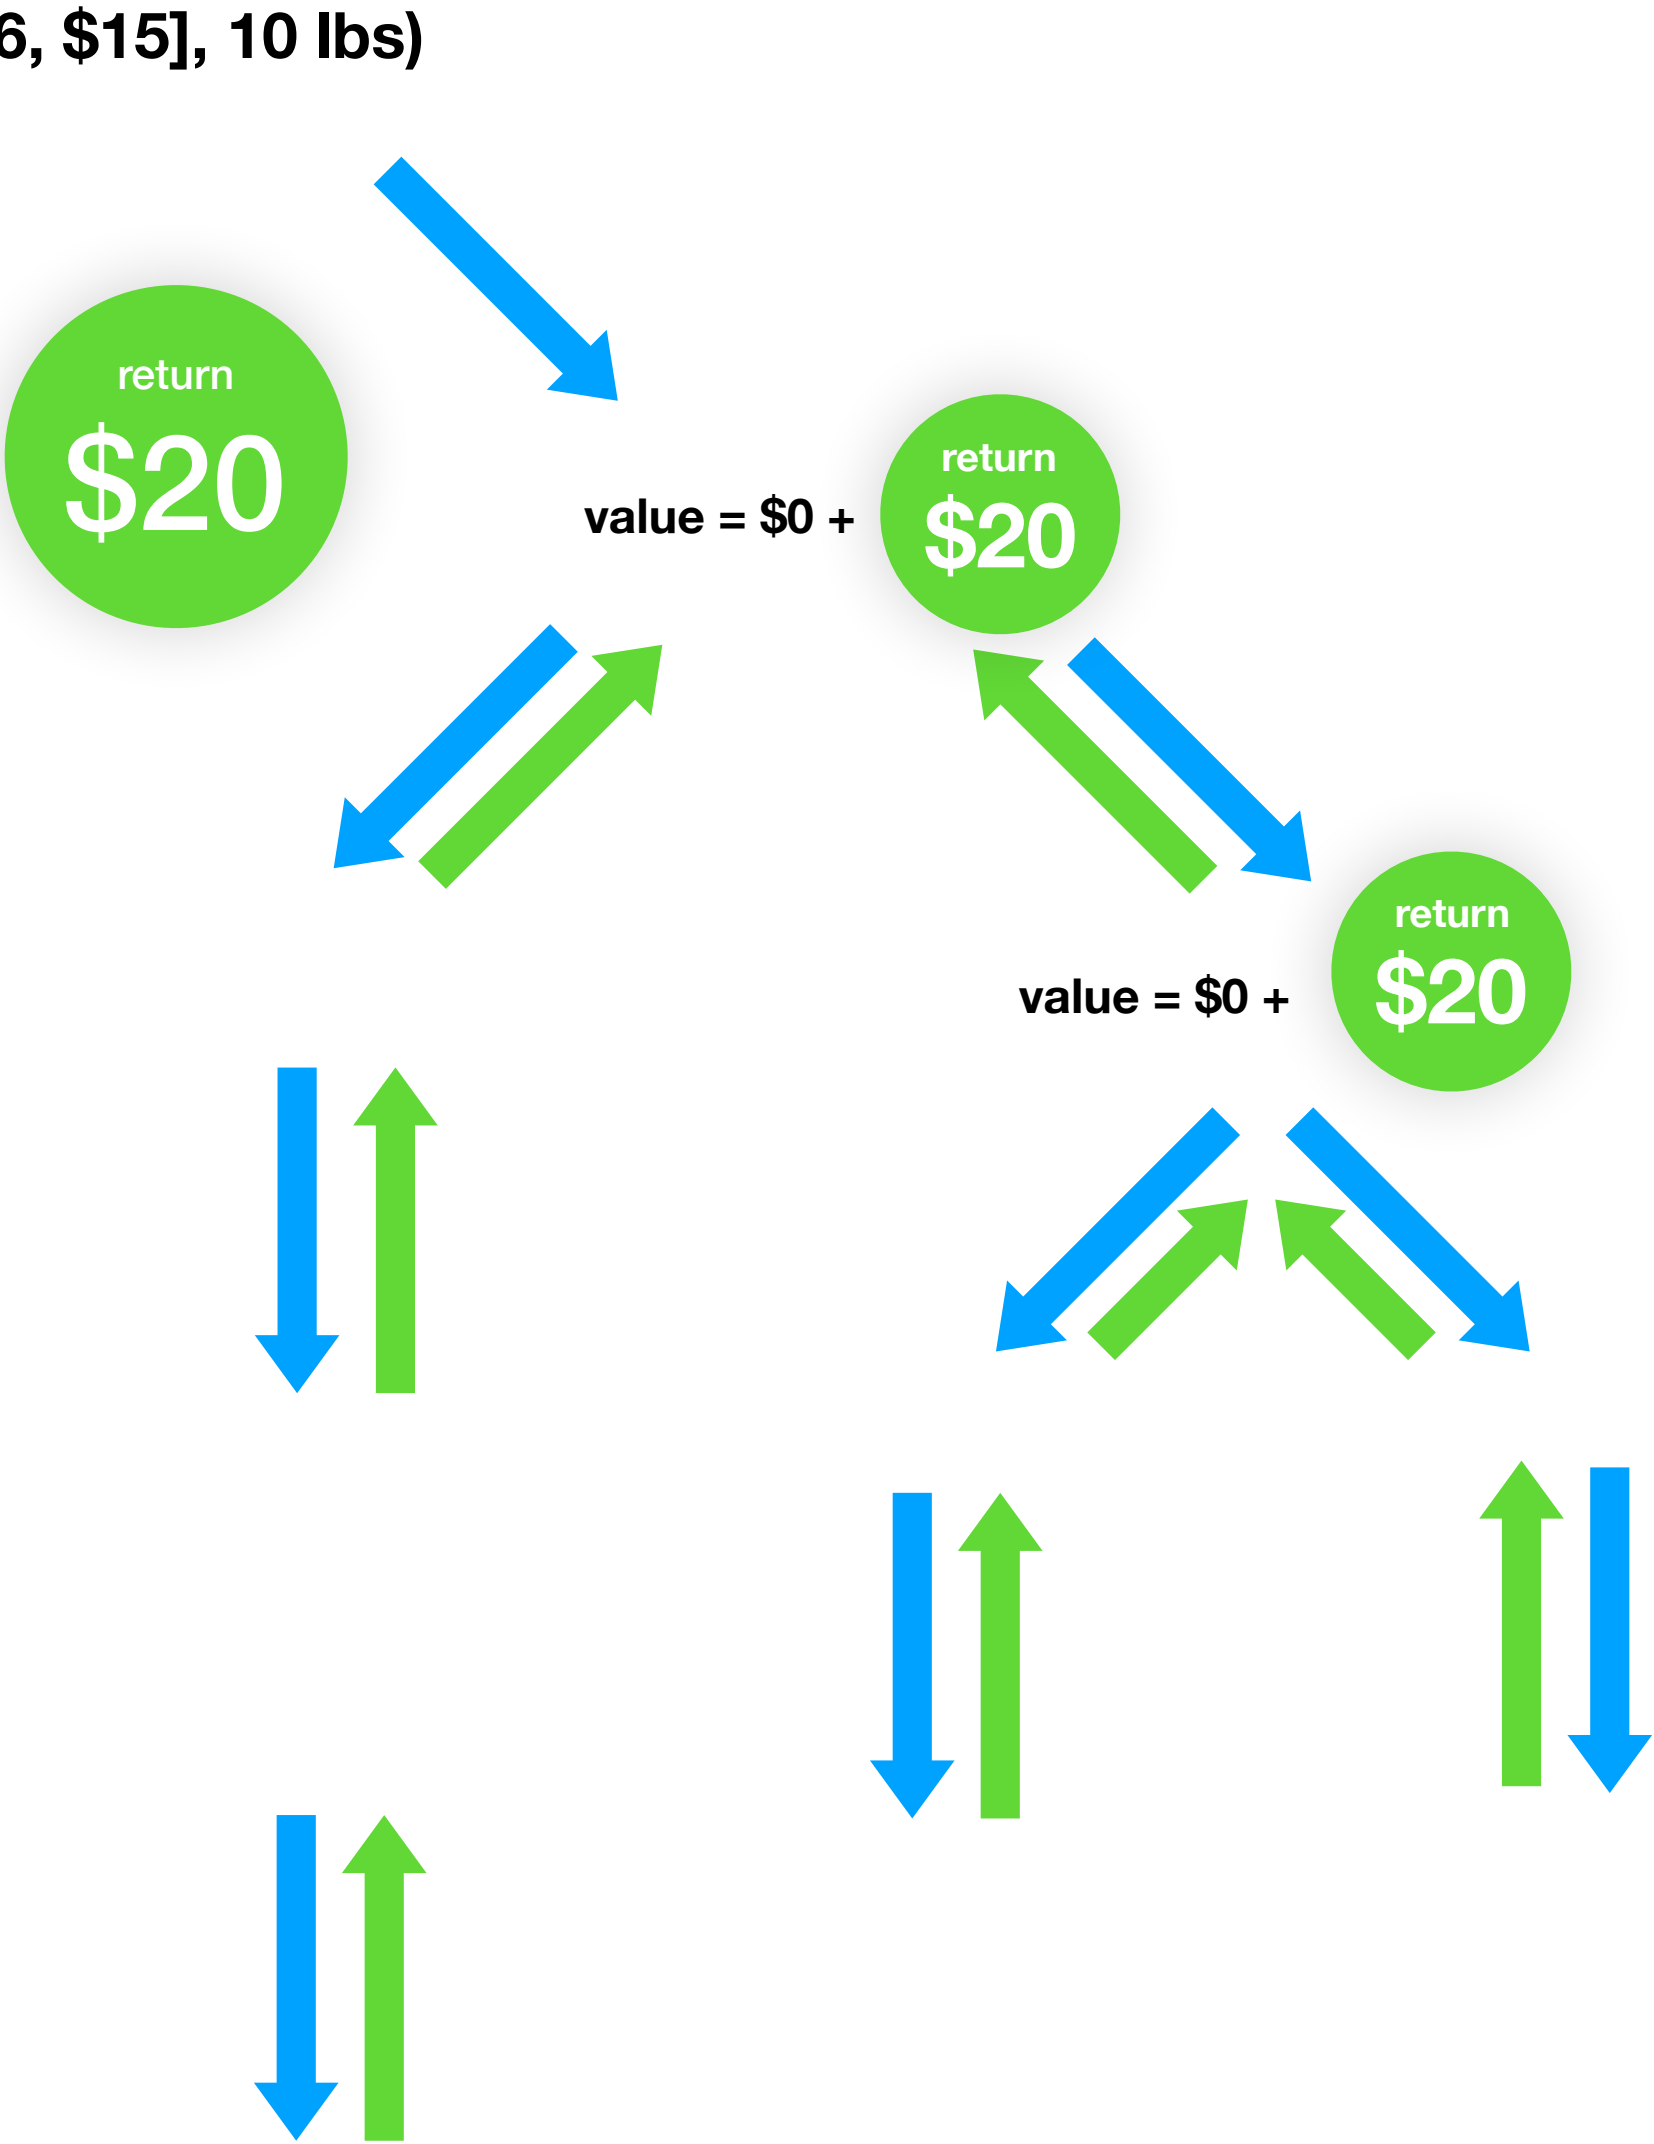 6, $15], 10 lbs)
return
$20
value = $0 +
return
$20
value = $0 +
return
$20